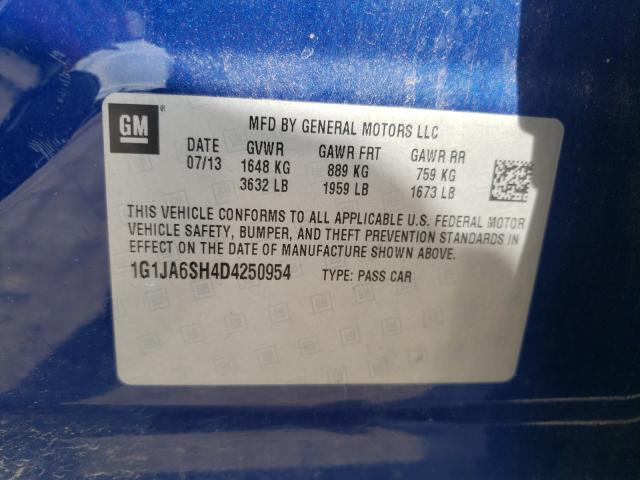 GM ®
MFD BY GENERAL MOTORS LLC
DATE GVWR GAWR FRT GAWR RR
07/13 1648 KG 889 KG 759 KG
3632 LB 1959 LB 1673 LB
THIS VEHICLE CONFORMS TO ALL APPLICABLE U.S. FEDERAL MOTOR
VEHICLE SAFETY, BUMPER, AND THEFT PREVENTION STANDARDS IN
EFFECT ON THE DATE OF MANUFACTURE SHOWN ABOVE.
1G1JA6SH4D4250954 TYPE: PASS CAR